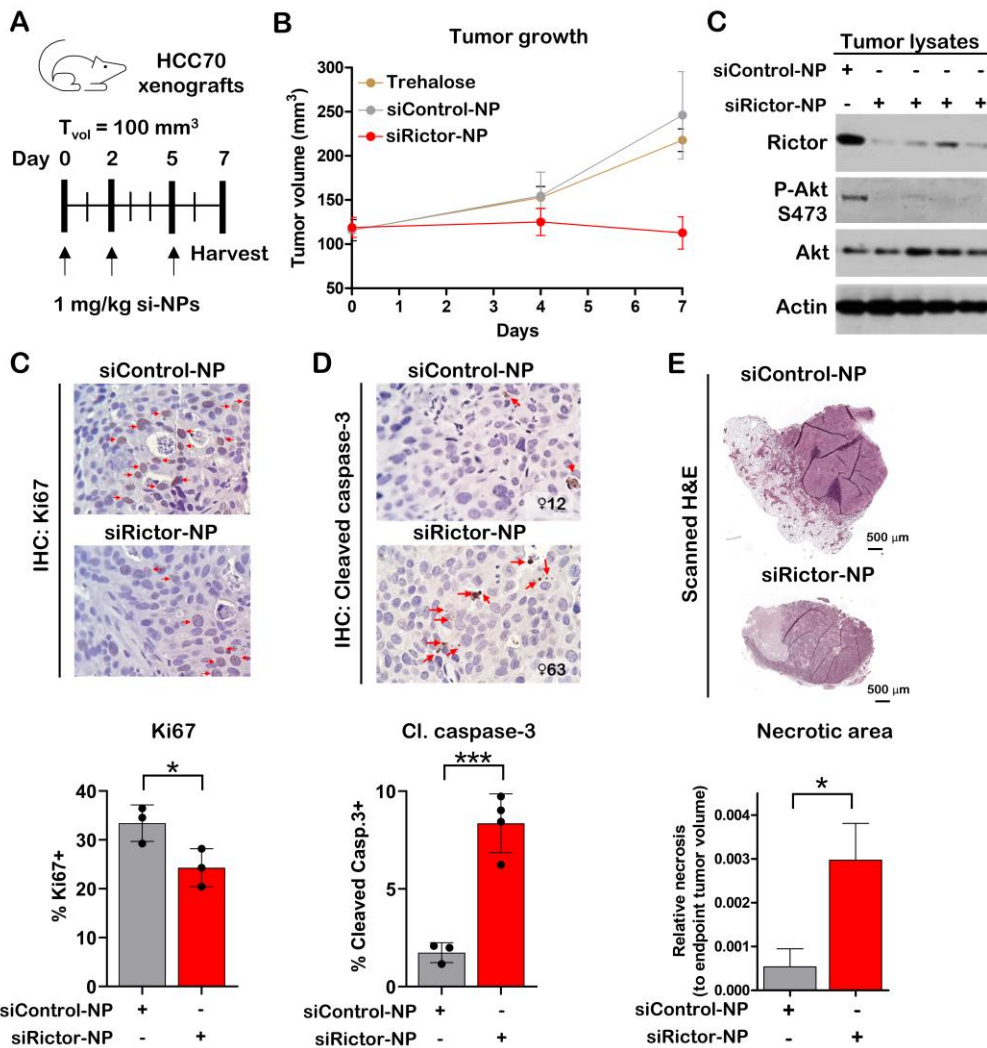 A
HCC70
xenografts
Tvol = 100 mm3
Day 0 2 5 7
Harvest
1 mg/kg si-NPs
B
Tumor growth
Tumor volume (mm3)
300
250
200
150
100
50
Trehalose
siControl-NP
siRictor-NP
0 1 2 3 4 5 6 7
Days
C
Tumor lysates
siControl-NP + - - - -
siRictor-NP - + + + +
Rictor
P-Akt
S473
Akt
Actin
C
siControl-NP
siRictor-NP
IHC: Ki67
D
siControl-NP
♀12
siRictor-NP
♀63
IHC: Cleaved caspase-3
E
siControl-NP
500 µm
siRictor-NP
500 µm
Scanned H&E
Ki67
*
% Ki67+
40
30
20
10
0
siControl-NP + -
siRictor-NP - +
Cl. caspase-3
***
% Cleaved Casp.3+
10
5
0
siControl-NP + -
siRictor-NP - +
Necrotic area
*
Relative necrosis
(to endpoint tumor volume)
0.004
0.003
0.002
0.001
0.000
siControl-NP + -
siRictor-NP - +